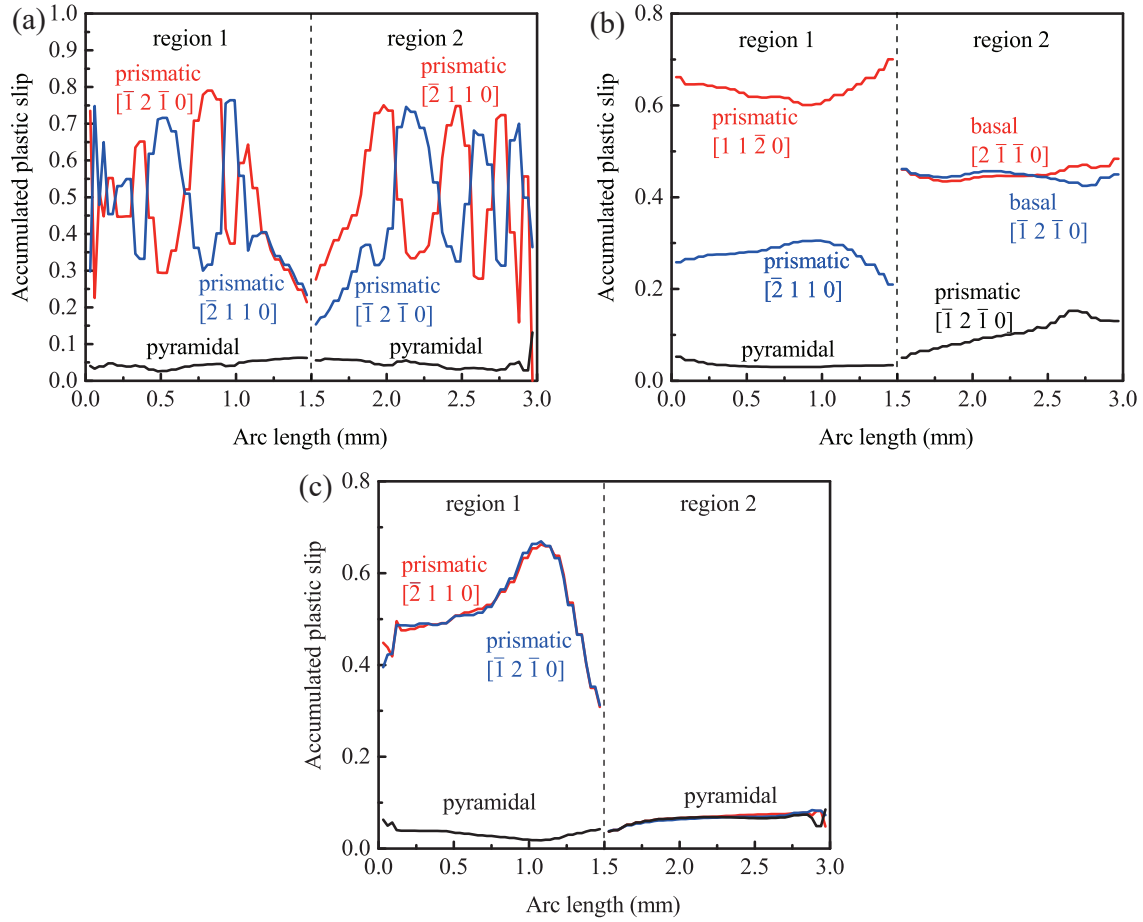 (a)
1.0
0.9
0.8
0.7
0.6
0.5
0.4
0.3
0.2
0.1
0.0
Accumulated plastic slip
region 1
region 2
prismatic
[1̅ 2 1̅ 0]
prismatic
[2̅ 1 1 0]
prismatic
[2̅ 1 1 0]
prismatic
[1̅ 2 1̅ 0]
pyramidal
pyramidal
0.0 0.5 1.0 1.5 2.0 2.5 3.0
Arc length (mm)
(b)
0.8
0.6
0.4
0.2
0.0
Accumulated plastic slip
region 1
region 2
prismatic
[1 1 2̅ 0]
basal
[2 1̅ 1̅ 0]
basal
[1̅ 2 1̅ 0]
prismatic
[2̅ 1 1 0]
prismatic
[1̅ 2 1̅ 0]
0.0 0.5 1.0 1.5 2.0 2.5 3.0
Arc length (mm)
(c)
0.8
0.6
0.4
0.2
0.0
Accumulated plastic slip
region 1
region 2
prismatic
[2̅ 1 1 0]
prismatic
[1̅ 2 1̅ 0]
pyramidal
pyramidal
0.0 0.5 1.0 1.5 2.0 2.5 3.0
Arc length (mm)